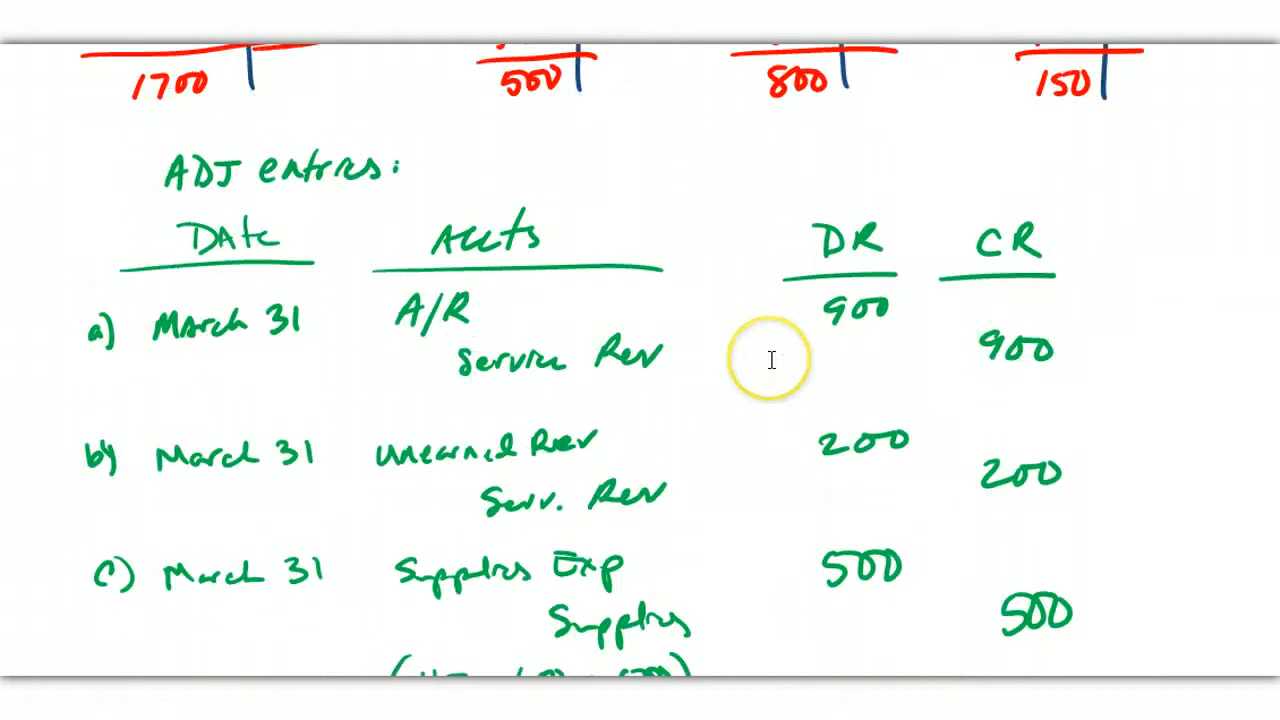 1700 500 800 150
ADJ entries:
Date Accts DR CR
a) March 31 A/R 900
Service Rev 900
b) March 31 Unearned Rev 200
Serv. Rev 200
c) March 31 Supplies Exp 500
Supplies 500